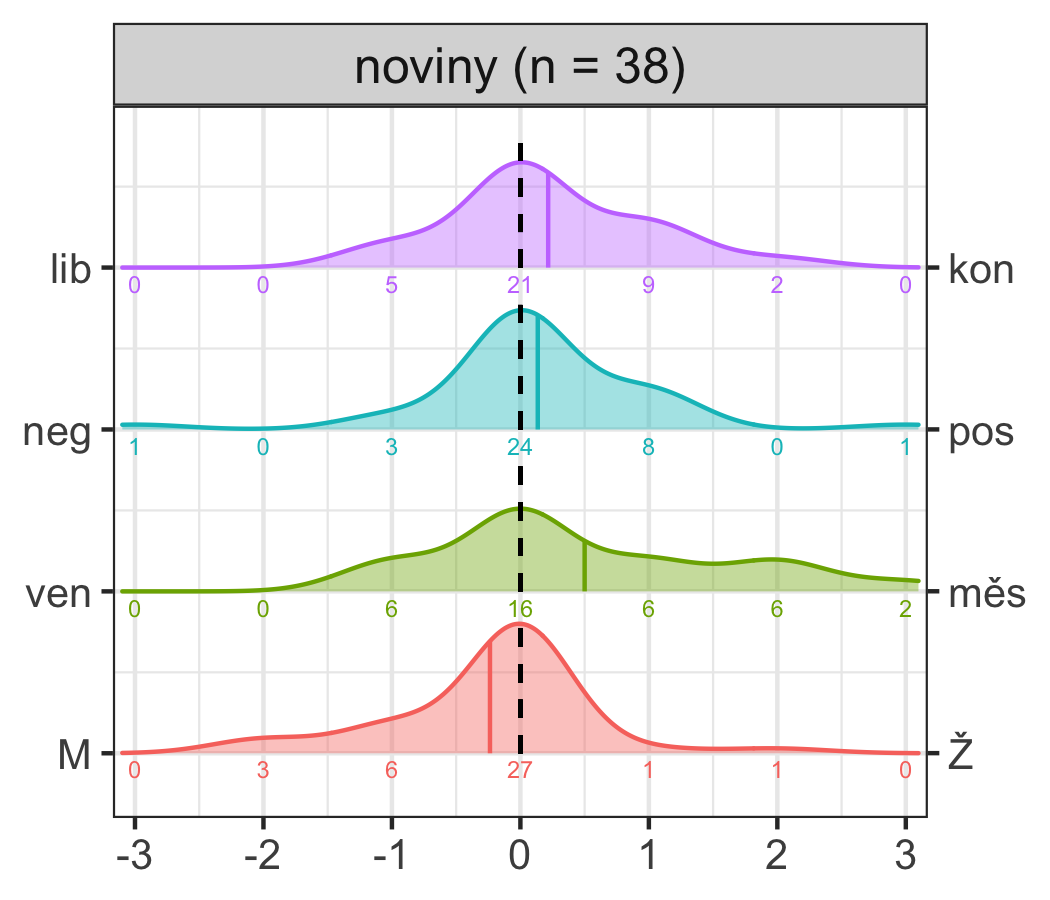 noviny (n = 38)
lib kon
0 0 5 21 9 2 0
neg pos
1 0 3 24 8 0 1
ven měs
0 0 6 16 6 6 2
M Ž
0 3 6 27 1 1 0
-3 -2 -1 0 1 2 3